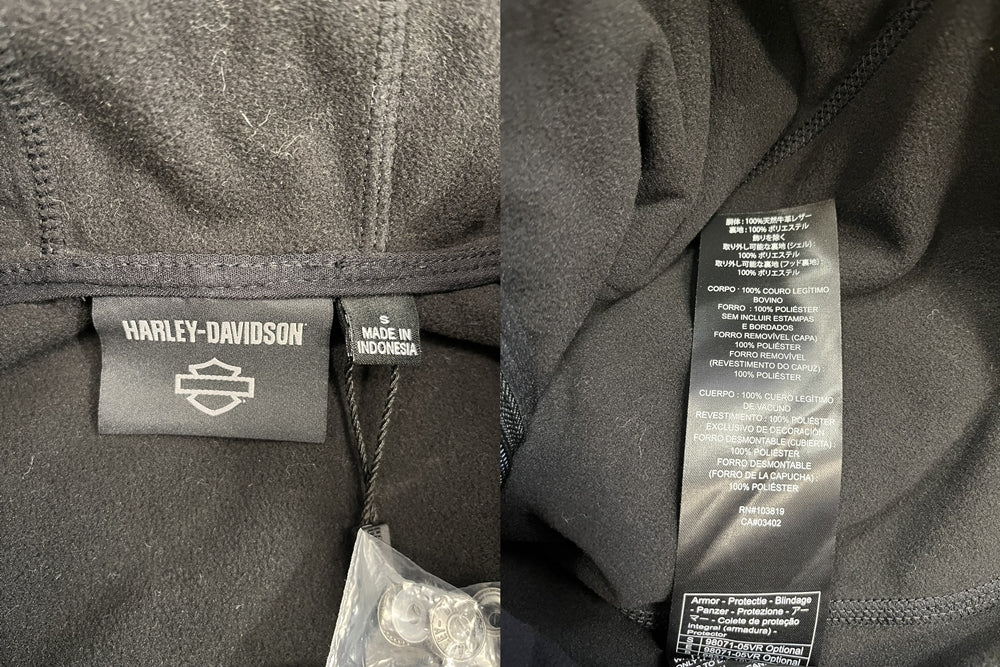 HARLEY-DAVIDSON
S
MADE IN
INDONESIA
胴体 : 100%天然牛革レザー
裏地 : 100% ポリエステル
飾りを除く
取り外し可能な裏地 (シェル) :
100% ポリエステル
取り外し可能な裏地 (フッド裏地) :
100% ポリエステル
CORPO : 100% COURO LEGÍTIMO
BOVINO
FORRO : 100% POLIÉSTER
SEM INCLUIR ESTAMPAS
E BORDADOS
FORRO REMOVÍVEL (CAPA)
100% POLIÉSTER
FORRO REMOVÍVEL
(REVESTIMENTO DO CAPUZ) :
100% POLIÉSTER
CUERPO : 100% CUERO LEGÍTIMO
DE VACUNO
REVESTIMIENTO : 100% POLIÉSTER
EXCLUSIVO DE DECORACIÓN
FORRO DESMONTABLE (CUBIERTA)
100% POLIÉSTER
FORRO DESMONTABLE
(FORRO DE LA CAPUCHA) :
100% POLIÉSTER
RN#103819
CA#03402
Armor - Protectie - Blindage
- Panzer - Protezione - アー
マー - Colete de proteção
integral (armadura) -
Protector
S 98071-05VR Optional
E 98071-05VR Optional